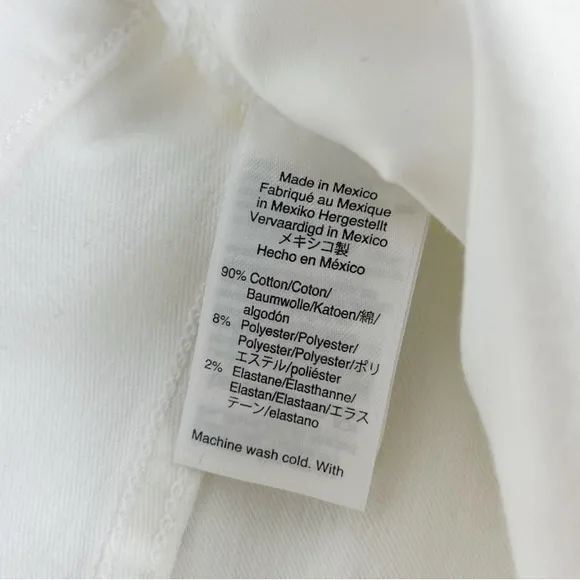 Made in Mexico
Fabriqué au Mexique
in Mexiko Hergestellt
Vervaardigd in Mexico
メキシコ製
Hecho en México
90% Cotton/Coton/
Baumwolle/Katoen/綿/
algodón
8% Polyester/Polyester/
Polyester/Polyester/ポリ
エステル/poliéster
2% Elastane/Élasthanne/
Elastan/Elastaan/エラス
テーン/elastano
Machine wash cold. With